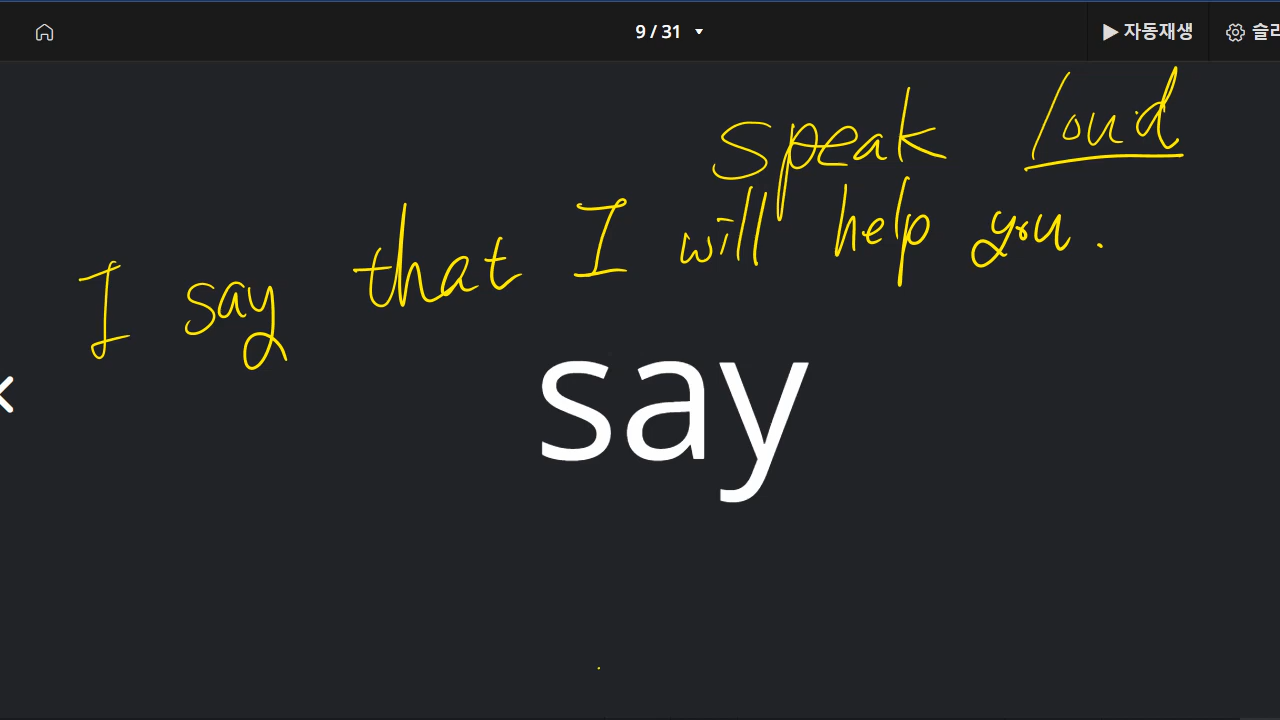 9 / 31
▶ 자동재생
speak loud
I say that I will help you.
say